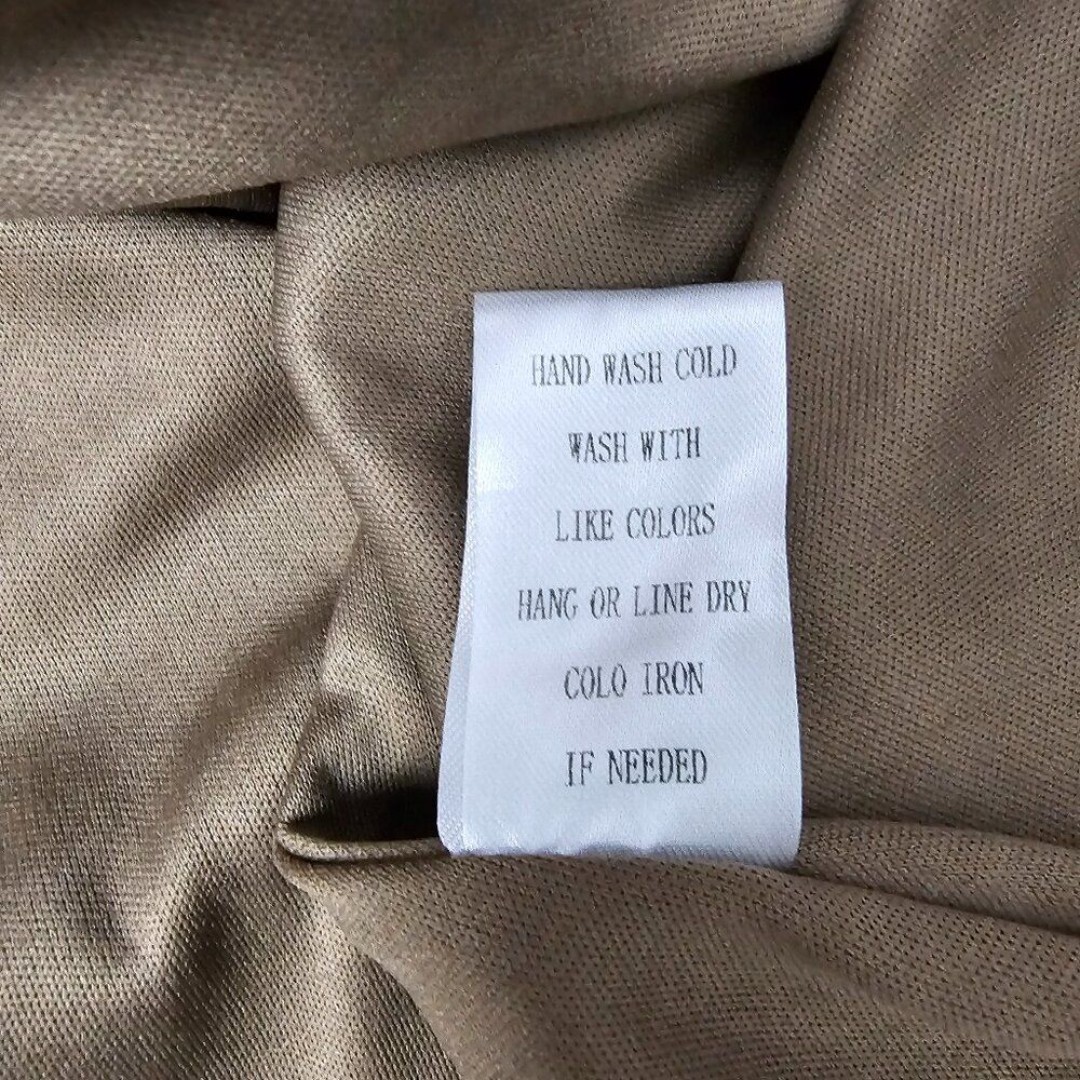 HAND WASH COLD
WASH WITH
LIKE COLORS
HANG OR LINE DRY
COLO IRON
IF NEEDED